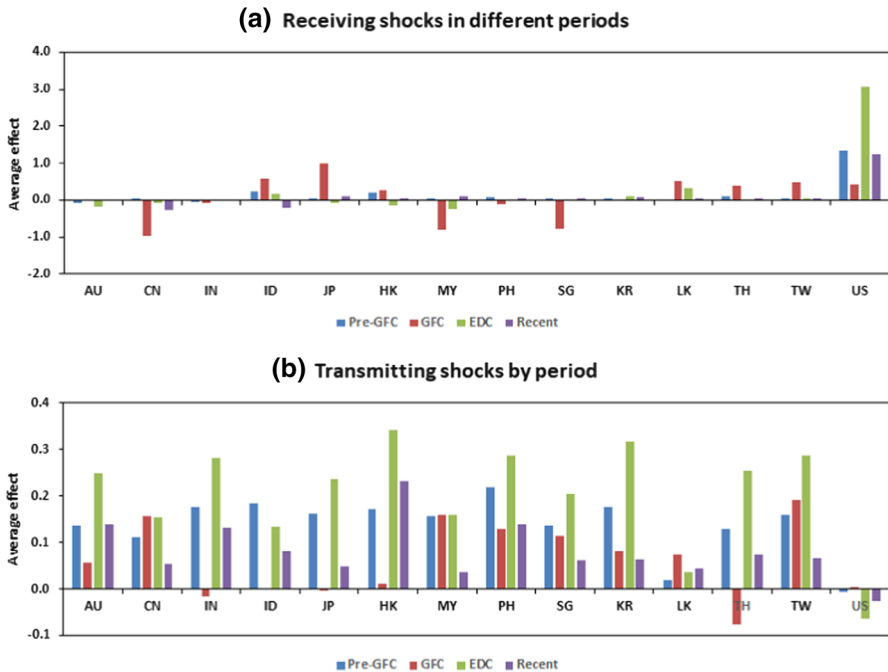 (a) Receiving shocks in different periods
4.0
3.0
2.0
1.0
0.0
-1.0
-2.0
Average effect
AU CN IN ID JP HK MY PH SG KR LK TH TW US
Pre-GFC GFC EDC Recent
(b) Transmitting shocks by period
0.4
0.3
0.2
0.1
0.0
-0.1
Average effect
AU CN IN ID JP HK MY PH SG KR LK TH TW US
Pre-GFC GFC EDC Recent